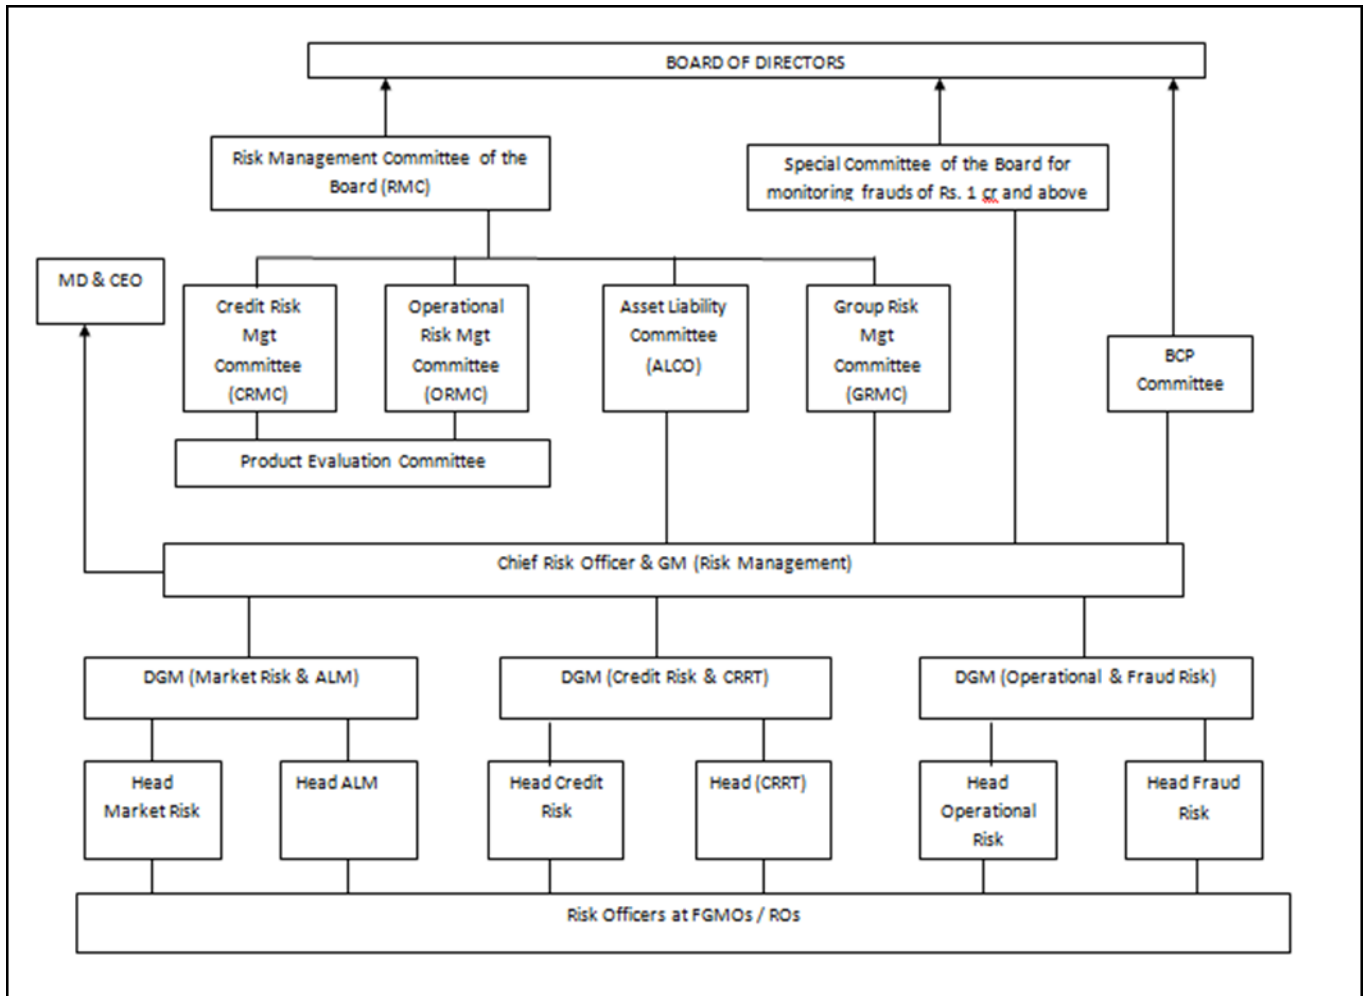 BOARD OF DIRECTORS
Risk Management Committee of the
Board (RMC)
Special Committee of the Board for
monitoring frauds of Rs. 1 cr and above
MD & CEO
Credit Risk
Mgt
Committee
(CRMC)
Operational
Risk Mgt
Committee
(ORMC)
Asset Liability
Committee
(ALCO)
Group Risk
Mgt
Committee
(GRMC)
BCP
Committee
Product Evaluation Committee
Chief Risk Officer & GM (Risk Management)
DGM (Market Risk & ALM)
DGM (Credit Risk & CRRT)
DGM (Operational & Fraud Risk)
Head
Market Risk
Head ALM
Head Credit
Risk
Head (CRRT)
Head
Operational
Risk
Head Fraud
Risk
Risk Officers at FGMOs / ROs